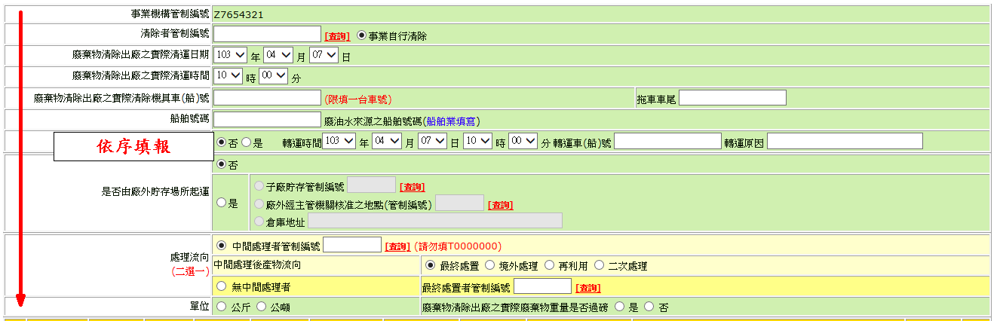 事業機構管制編號 Z7654321
清除者管制編號 [查詢] 事業自行清除
廢棄物清除出廠之實際清運日期 103 年 04 月 07 日
廢棄物清除出廠之實際清運時間 10 時 00 分
廢棄物清除出廠之實際清除機具車(船)號 (限填一台車號) 拖車車尾
船舶號碼 廢油水來源之船舶號碼(船舶業填寫)
依序填報 否 是 轉運時間 103 年 04 月 07 日 10 時 00 分 轉運車(船)號 轉運原因
否
是否由廠外貯存場所起運
是
子廠貯存管制編號 [查詢]
廠外經主管機關核准之地點(管制編號) [查詢]
倉庫地址
處理流向
(二選一)
中間處理者管制編號 [查詢] (請勿填T0000000)
中間處理後產物流向 最終處置 境外處理 再利用 二次處理
無中間處理者 最終處置者管制編號 [查詢]
單位 公斤 公噸 廢棄物清除出廠之實際廢棄物重量是否過磅 是 否